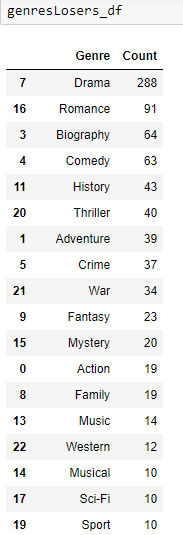 genresLosers_df
Genre Count
7 Drama 288
16 Romance 91
3 Biography 64
4 Comedy 63
11 History 43
20 Thriller 40
1 Adventure 39
5 Crime 37
21 War 34
9 Fantasy 23
15 Mystery 20
0 Action 19
8 Family 19
13 Music 14
22 Western 12
14 Musical 10
17 Sci-Fi 10
19 Sport 10